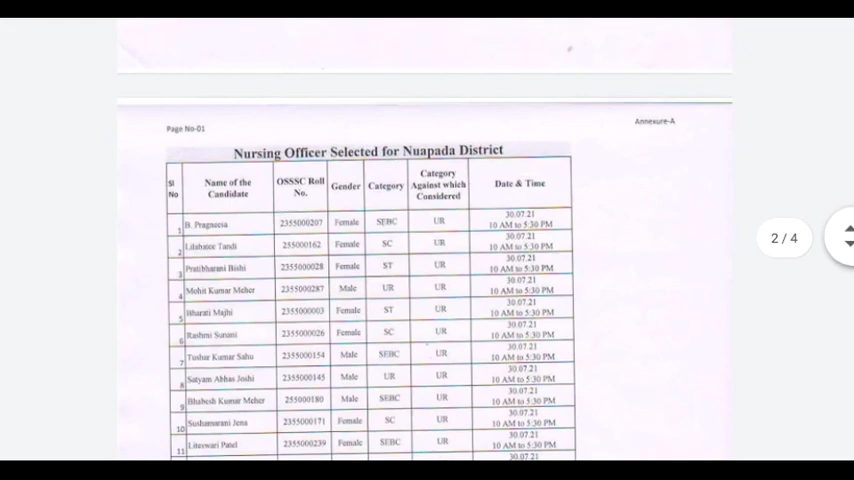 Page No-01
Annexure-A
Nursing Officer Selected for Nuapada District
Sl No Name of the Candidate OSSSC Roll No. Gender Category Category Against which Considered Date & Time
1 B. Pragneeia 2355000207 Female SEBC UR 30.07.21 10 AM to 5:30 PM
2 Tandi 255000162 Female SC UR 30.07.21 10 AM to 5:30 PM
3 Pratibharani Bishi 2355000028 Female ST UR 30.07.21 10 AM to 5:30 PM
4 Mohit Kumar Meher 2355000287 Male UR UR 30.07.21 10 AM to 5:30 PM
5 Bharati Majhi 2355000003 Female ST UR 30.07.21 10 AM to 5:30 PM
6 Rashmi Sunani 2355000026 Female SC UR 30.07.21 10 AM to 5:30 PM
7 Tushar Kumar Sahu 2355000154 Male SEBC UR 30.07.21 10 AM to 5:30 PM
8 Satyam Abhas Joshi 2355000145 Male UR UR 30.07.21 10 AM to 5:30 PM
9 Bhabesh Kumar Meher 255000180 Male SEBC UR 30.07.21 10 AM to 5:30 PM
10 Sushamarani Jena 2355000171 Female SC UR 30.07.21 10 AM to 5:30 PM
11 Liteswari Patel 2355000239 Female SEBC UR 30.07.21 10 AM to 5:30 PM
30.07.21
2 / 4